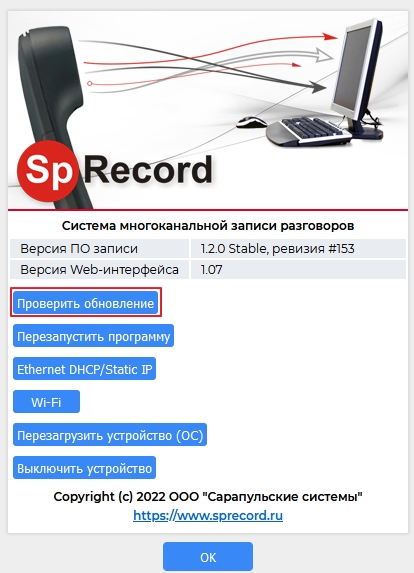 SpRecord
Система многоканальной записи разговоров
Версия ПО записи 1.2.0 Stable, ревизия #153
Версия Web-интерфейса 1.07
Проверить обновление
Перезапустить программу
Ethernet DHCP/Static IP
Wi-Fi
Перезагрузить устройство (ОС)
Выключить устройство
Copyright (c) 2022 ООО "Сарапульские системы"
https://www.sprecord.ru
OK